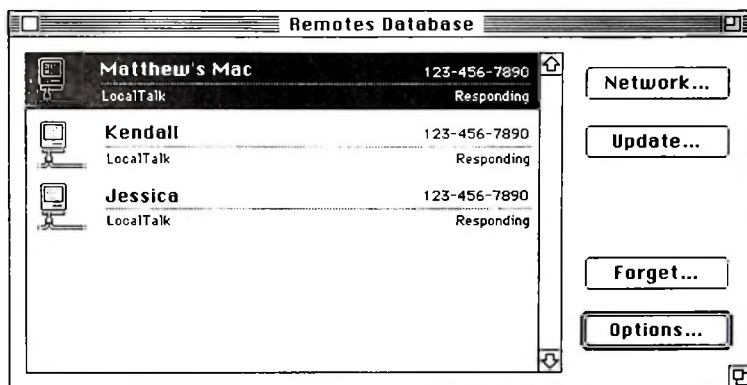 Remotes Database
Matthew's Mac 123-456-7890
LocalTalk Responding
Kendall 123-456-7890
LocalTalk Responding
Jessica 123-456-7890
LocalTalk Responding
Network...
Update...
Forget...
Options...